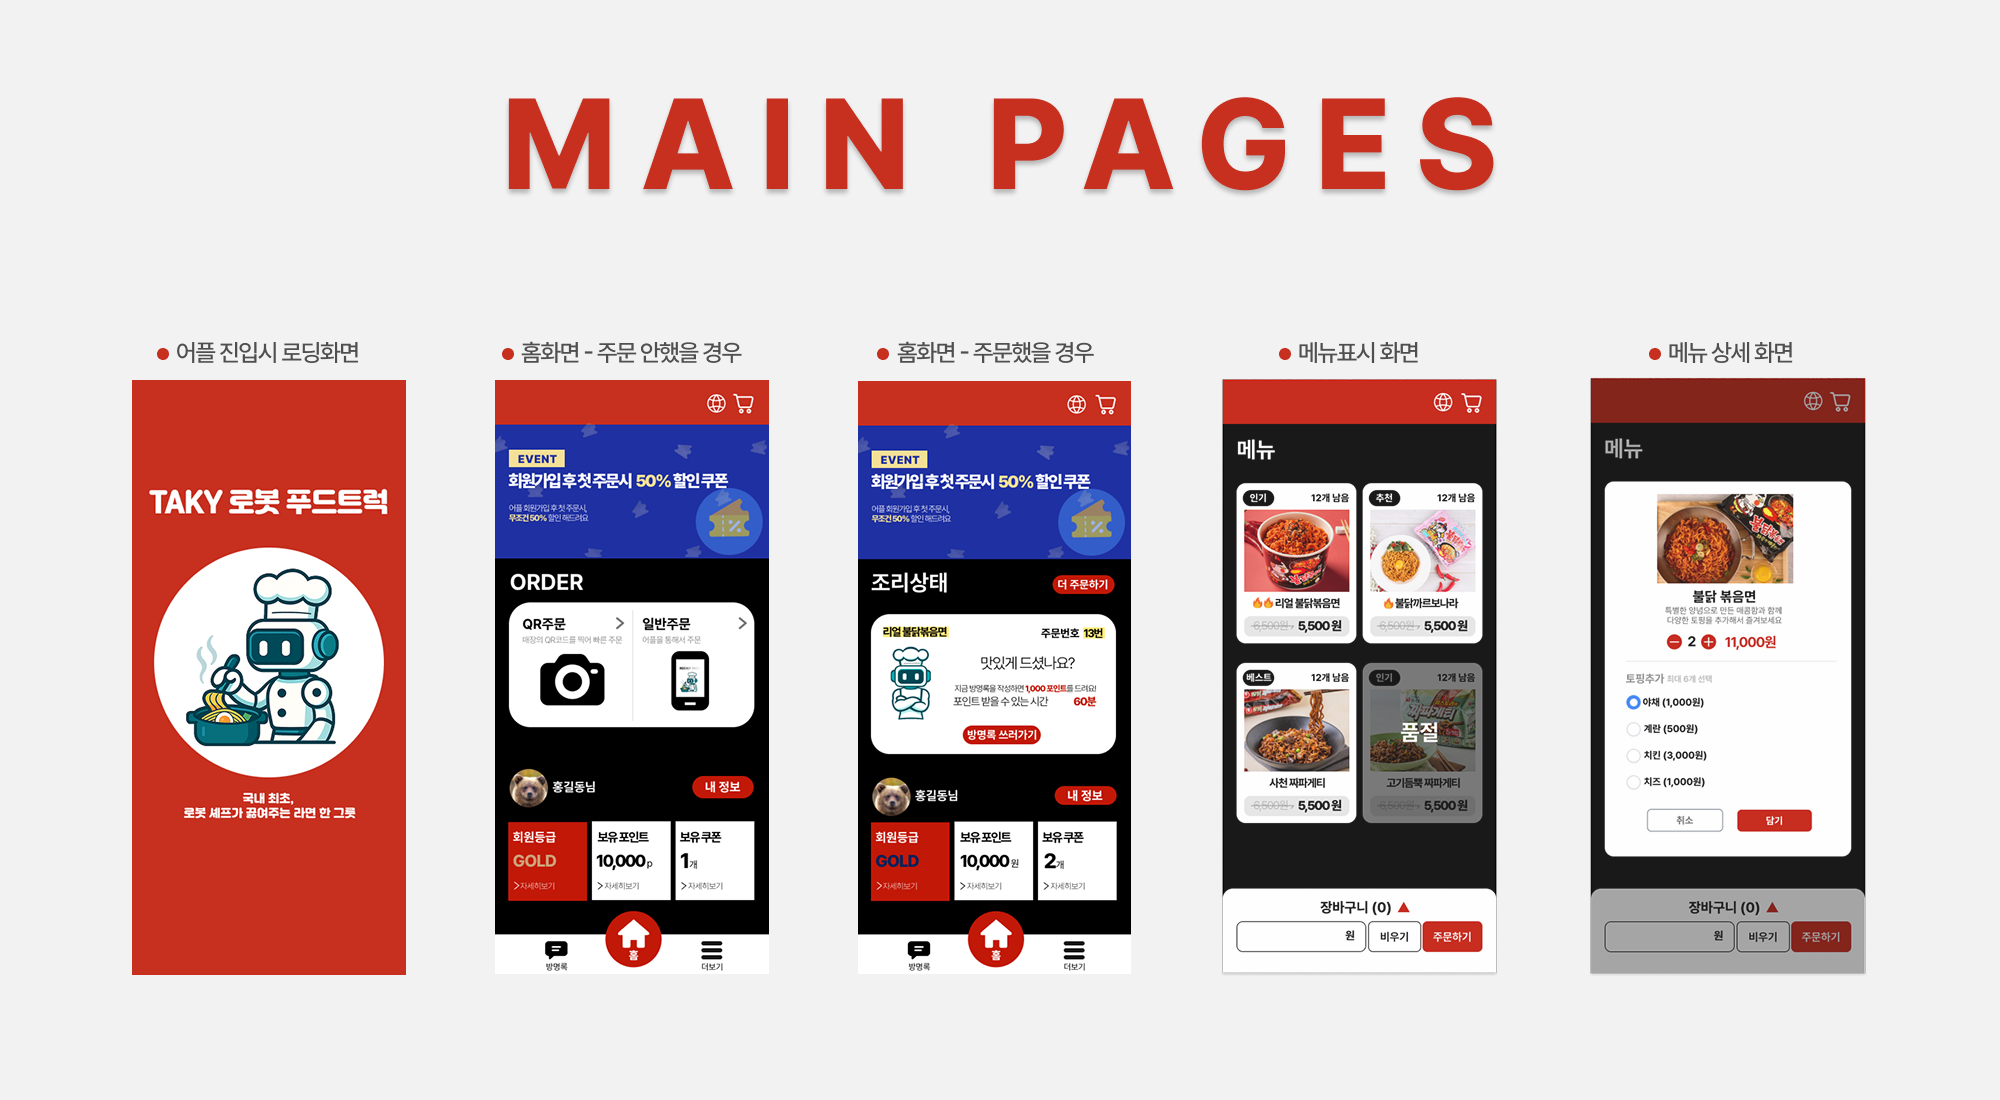 MAIN PAGES
어플 진입시 로딩화면
TAKY 로봇 푸드트럭
국내 최초,
로봇 셰프가 끓여주는 라면 한 그릇
홈화면 - 주문 안했을 경우
EVENT
회원가입 후 첫 주문시 50% 할인 쿠폰
어플 회원가입 후 첫 주문시,
무조건 50% 할인 해드려요
ORDER
QR주문
매장의 QR코드를 찍어 빠른 주문
일반주문
어플을 통해서 주문
홍길동님
내 정보
회원등급
GOLD
자세히보기
보유 포인트
10,000 p
자세히보기
보유 쿠폰
1개
자세히보기
방명록
홈
더보기
홈화면 - 주문했을 경우
EVENT
회원가입 후 첫 주문시 50% 할인 쿠폰
어플 회원가입 후 첫 주문시,
무조건 50% 할인 해드려요
조리상태
더 주문하기
리얼 불닭볶음면
주문번호 13번
맛있게 드셨나요?
지금 방명록을 작성하면 1,000 포인트를 드려요!
포인트 받을 수 있는 시간 60분
방명록 쓰러가기
홍길동님
내 정보
회원등급
GOLD
자세히보기
보유 포인트
10,000 원
자세히보기
보유 쿠폰
2개
자세히보기
방명록
홈
더보기
메뉴표시 화면
메뉴
인기
12개 남음
리얼 불닭볶음면
6,500원
5,500 원
추천
12개 남음
불닭까르보나라
6,500원
5,500 원
베스트
12개 남음
사천 짜파게티
6,500원
5,500 원
인기
12개 남음
품절
고기듬뿍 짜파게티
6,500원
5,500 원
장바구니 (0)
원
비우기
주문하기
메뉴 상세 화면
메뉴
불닭 볶음면
특별한 양념으로 만든 매콤함과 함께
다양한 토핑을 추가해서 즐겨보세요
2
11,000원
토핑추가 최대 6개 선택
야채 (1,000원)
계란 (500원)
치킨 (3,000원)
치즈 (1,000원)
취소
담기
장바구니 (0)
원
비우기
주문하기